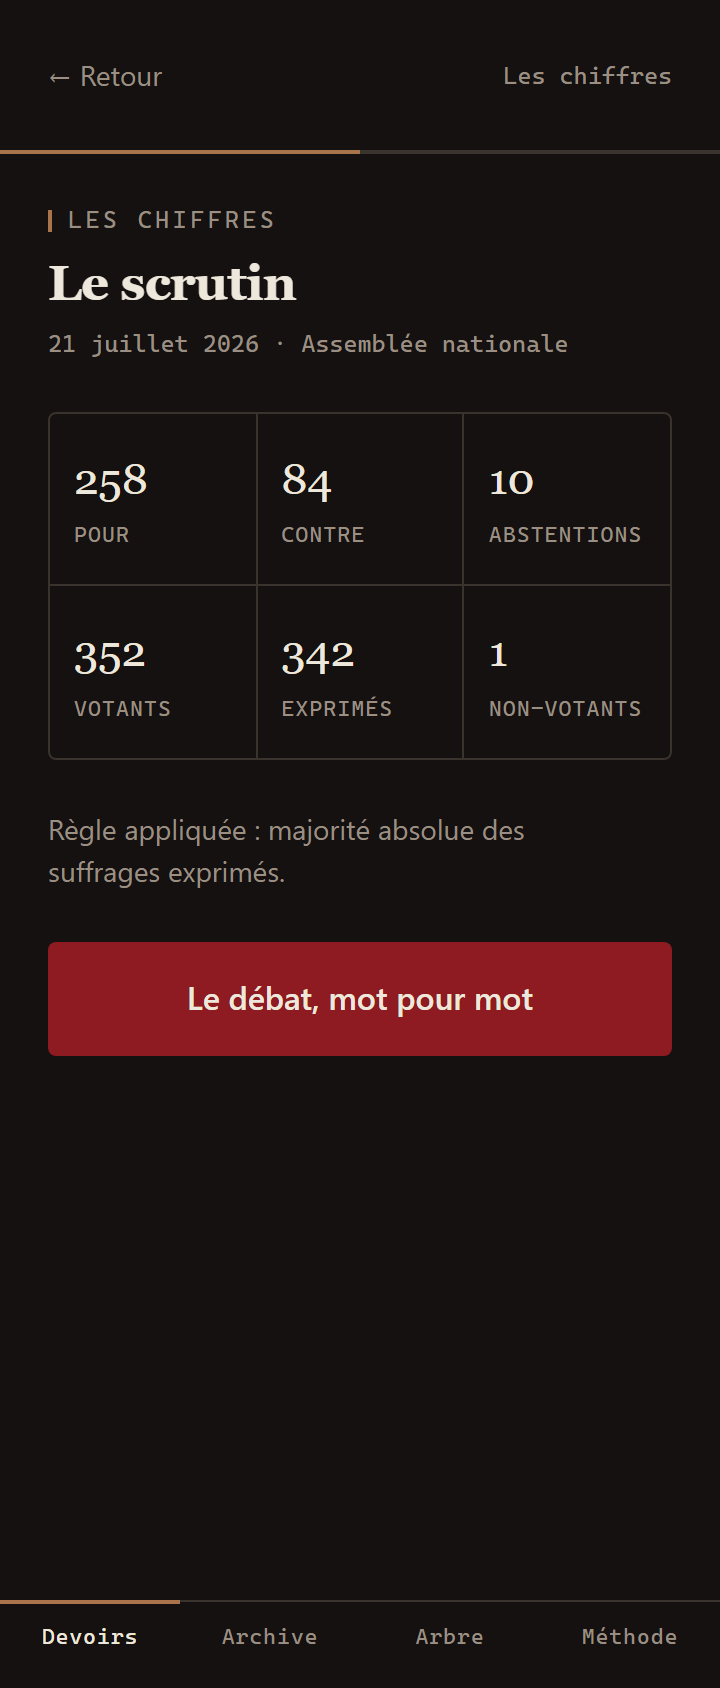 ← Retour
Les chiffres
LES CHIFFRES
Le scrutin
21 juillet 2026 · Assemblée nationale
258
POUR
84
CONTRE
10
ABSTENTIONS
352
VOTANTS
342
EXPRIMÉS
1
NON-VOTANTS
Règle appliquée : majorité absolue des
suffrages exprimés.
Le débat, mot pour mot
Devoirs
Archive
Arbre
Méthode